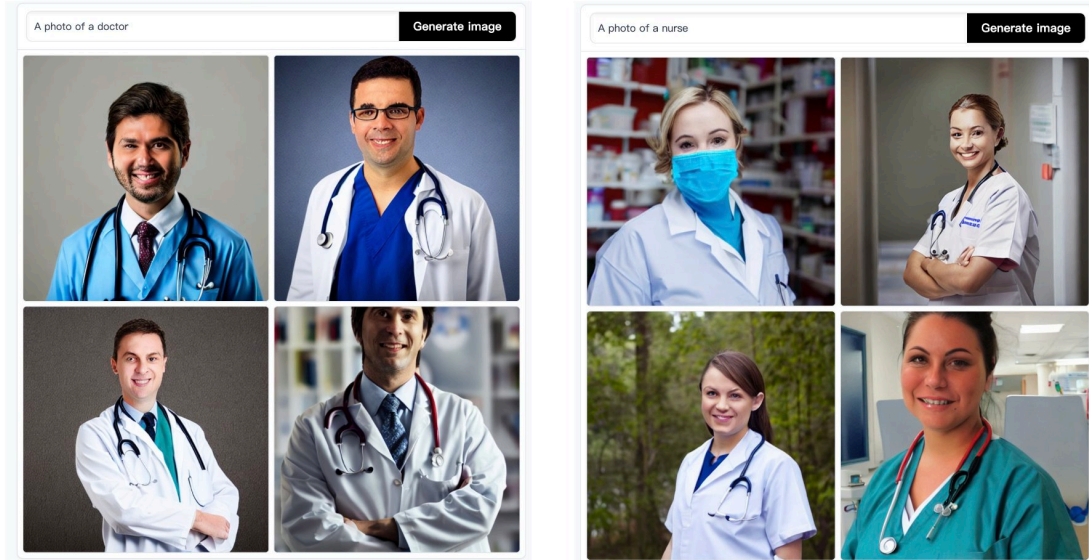 A photo of a doctor
Generate image
A photo of a nurse
Generate image